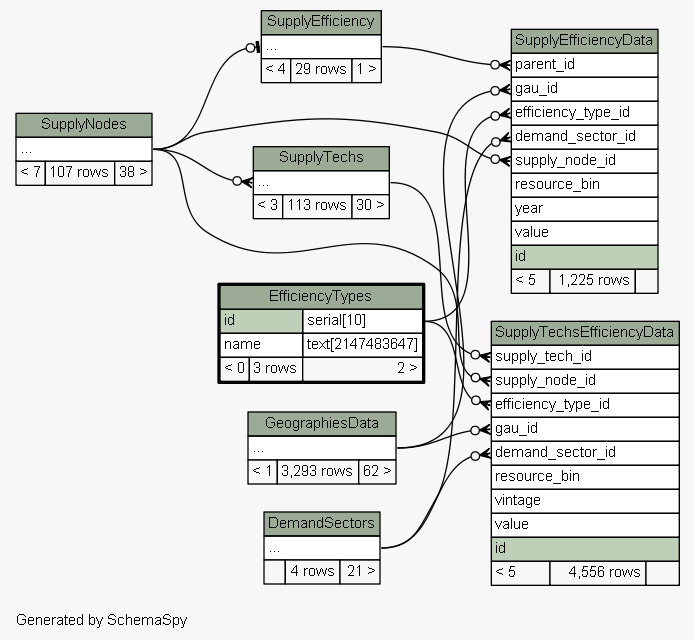 SupplyEfficiency
...
< 4 29 rows 1 >
SupplyNodes
...
< 7 107 rows 38 >
SupplyTechs
...
< 3 113 rows 30 >
EfficiencyTypes
id serial[10]
name text[2147483647]
< 0 3 rows 2 >
GeographiesData
...
< 1 3,293 rows 62 >
DemandSectors
...
4 rows 21 >
SupplyEfficiencyData
parent_id
gau_id
efficiency_type_id
demand_sector_id
supply_node_id
resource_bin
year
value
id
< 5 1,225 rows
SupplyTechsEfficiencyData
supply_tech_id
supply_node_id
efficiency_type_id
gau_id
demand_sector_id
resource_bin
vintage
value
id
< 5 4,556 rows
Generated by SchemaSpy